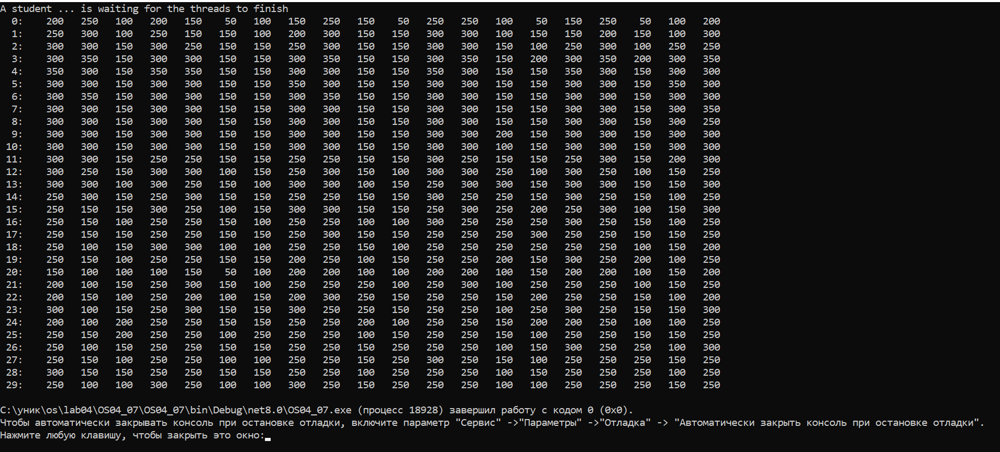 A student ... is waiting for the threads to finish
0: 200 250 100 200 150 50 100 150 250 150 50 250 250 100 50 150 250 50 100 200
1: 250 300 100 250 150 150 100 200 300 150 150 300 300 100 150 150 200 150 100 300
2: 300 300 150 300 250 150 250 300 300 150 150 300 300 150 100 250 300 100 250 250
3: 300 350 150 300 300 150 150 300 350 150 150 300 350 150 200 300 350 200 300 350
4: 350 300 150 350 350 150 150 300 300 150 150 350 300 150 150 350 300 150 300 300
5: 300 300 150 300 300 150 150 350 300 150 150 300 300 150 150 300 300 150 350 300
6: 300 350 150 300 300 150 150 300 350 150 150 300 300 150 150 300 300 150 300 300
7: 300 300 150 300 300 150 150 300 300 150 150 300 300 150 150 300 300 150 300 350
8: 300 300 150 300 300 150 150 300 300 150 150 300 300 150 150 300 300 150 300 250
9: 300 300 150 300 300 150 150 300 300 150 150 300 300 200 150 300 300 150 300 300
10: 300 300 150 300 300 150 150 300 300 150 150 300 300 100 150 300 300 150 300 300
11: 300 300 150 250 250 150 150 250 250 150 150 300 250 150 150 250 300 150 200 300
12: 300 250 150 300 300 100 150 250 300 150 100 300 300 250 100 300 250 100 150 250
13: 300 300 100 300 250 150 100 300 300 100 150 250 300 300 150 300 300 150 150 300
14: 250 300 150 250 300 150 150 250 250 150 150 300 250 250 150 300 250 150 100 250
15: 250 150 150 300 250 100 150 300 300 150 150 250 300 250 200 250 300 100 150 300
16: 250 150 100 250 250 150 100 250 250 100 100 300 250 250 250 300 250 150 100 250
17: 250 150 150 250 250 150 150 250 300 150 150 250 250 250 300 250 250 150 150 250
18: 250 100 150 300 300 100 100 250 250 150 100 250 250 250 250 250 250 100 150 200
19: 250 150 100 250 250 150 150 200 250 100 150 250 250 200 150 300 250 200 100 250
20: 150 100 100 100 150 50 100 200 200 100 100 200 200 100 150 200 200 100 150 200
21: 200 100 150 250 300 150 100 250 250 250 100 250 300 100 250 250 250 100 150 250
22: 200 150 100 250 200 100 150 200 300 250 150 250 250 150 200 250 250 150 100 200
23: 300 100 150 250 300 150 150 300 250 250 150 250 250 100 250 300 250 150 150 300
24: 200 100 200 250 250 150 150 250 250 200 100 250 250 150 200 200 250 100 100 250
25: 250 150 200 250 250 100 250 250 250 100 150 250 250 150 100 250 250 150 150 250
26: 250 100 150 250 250 150 150 250 250 150 250 250 250 100 150 300 250 250 100 300
27: 250 150 100 250 250 100 100 250 250 150 250 300 250 150 100 250 250 250 150 250
28: 300 150 150 250 250 150 150 250 250 100 250 250 250 100 150 250 250 250 100 250
29: 250 100 100 300 250 100 100 300 250 150 250 250 250 100 100 250 250 250 150 250
C:\уник\os\lab04\OS04_07\OS04_07\bin\Debug\net8.0\OS04_07.exe (процесс 18928) завершил работу с кодом 0 (0x0).
Чтобы автоматически закрывать консоль при остановке отладки, включите параметр "Сервис" ->"Параметры" ->"Отладка" -> "Автоматически закрыть консоль при остановке отладки".
Нажмите любую клавишу, чтобы закрыть это окно: